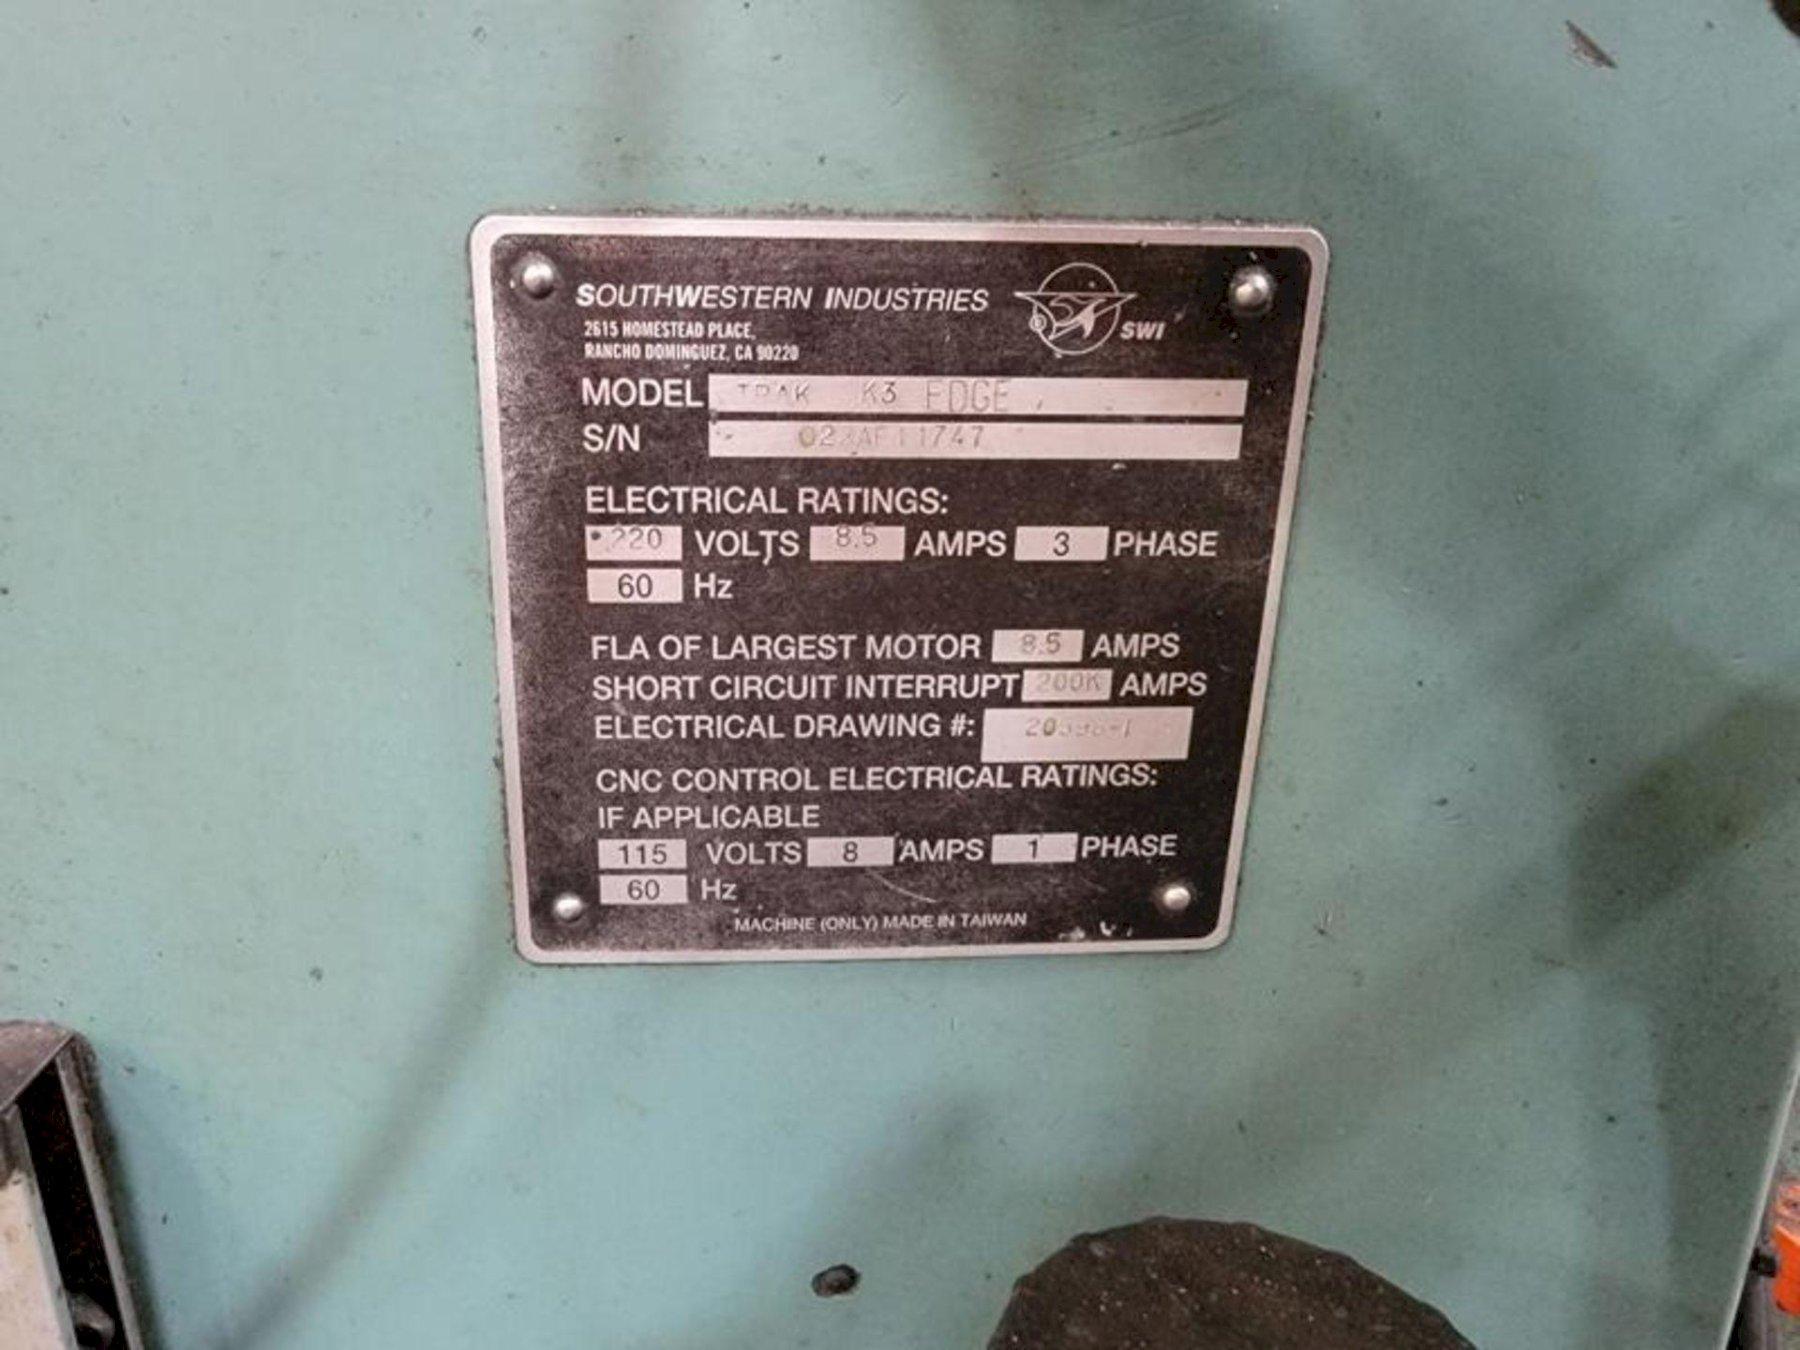 SOUTHWESTERN INDUSTRIES
2615 HOMESTEAD PLACE,
RANCHO DOMINGUEZ, CA 90220
SWI
MODEL TRAK K3 EDGE
S/N
ELECTRICAL RATINGS:
220 VOLTS 8.5 AMPS 3 PHASE
60 Hz
FLA OF LARGEST MOTOR 8.5 AMPS
SHORT CIRCUIT INTERRUPT 200K AMPS
ELECTRICAL DRAWING #:
CNC CONTROL ELECTRICAL RATINGS:
IF APPLICABLE
115 VOLTS 8 AMPS 1 PHASE
60 Hz
MACHINE (ONLY) MADE IN TAIWAN